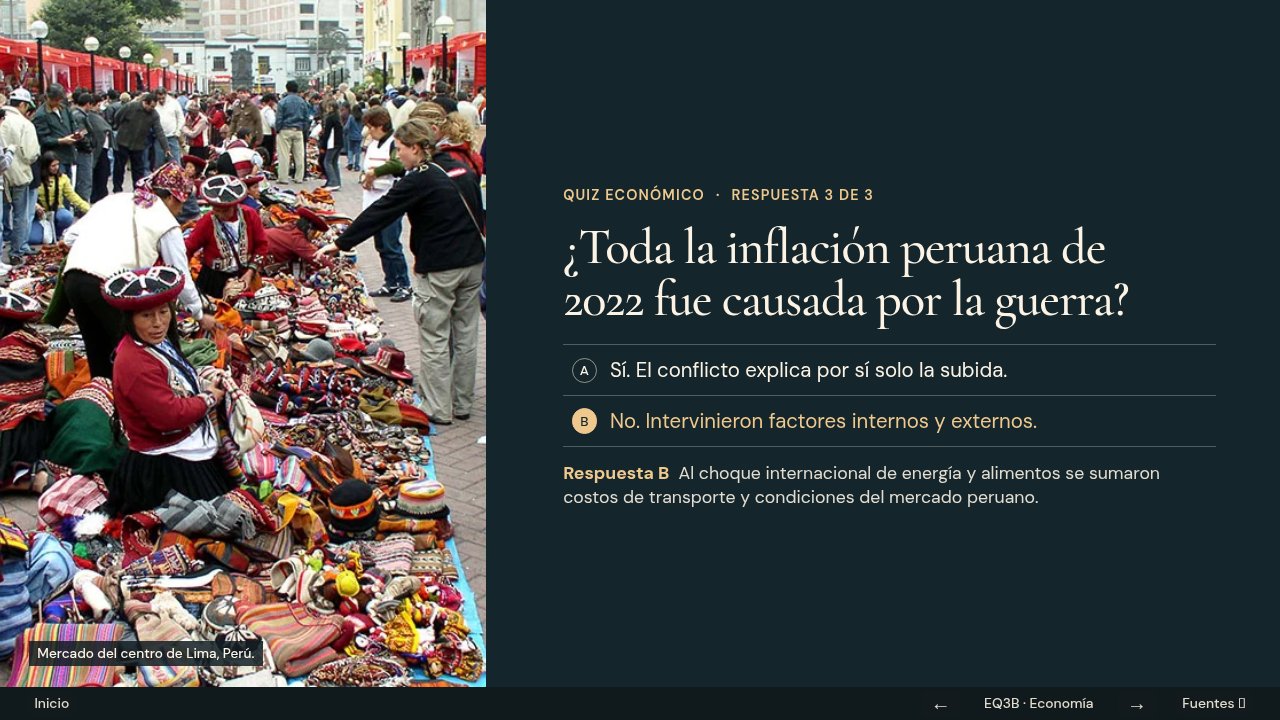 QUIZ ECONÓMICO · RESPUESTA 3 DE 3
¿Toda la inflación peruana de
2022 fue causada por la guerra?
A Sí. El conflicto explica por sí solo la subida.
B No. Intervinieron factores internos y externos.
Respuesta B Al choque internacional de energía y alimentos se sumaron
costos de transporte y condiciones del mercado peruano.
Mercado del centro de Lima, Perú.
Inicio
← EQ3B · Economía → Fuentes